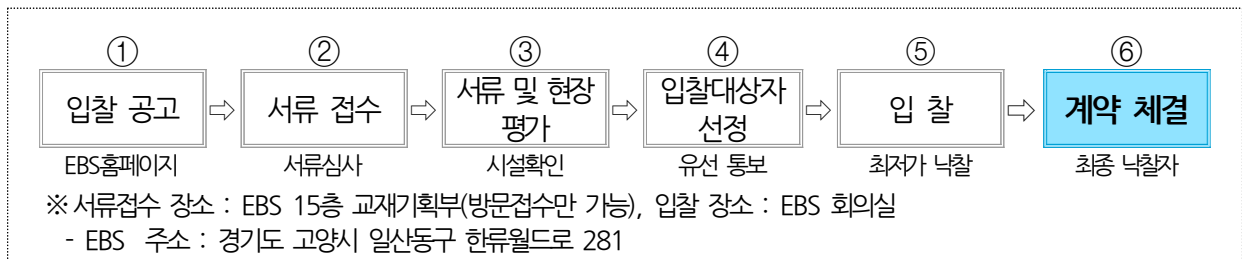 ① ② ③ ④ ⑤ ⑥
입찰 공고 ⇨ 서류 접수 ⇨ 서류 및 현장 평가 ⇨ 입찰대상자 선정 ⇨ 입 찰 ⇨ 계약 체결
EBS홈페이지 서류심사 시설확인 유선 통보 최저가 낙찰 최종 낙찰자
※ 서류접수 장소 : EBS 15층 교재기획부(방문접수만 가능), 입찰 장소 : EBS 회의실
- EBS 주소 : 경기도 고양시 일산동구 한류월드로 281